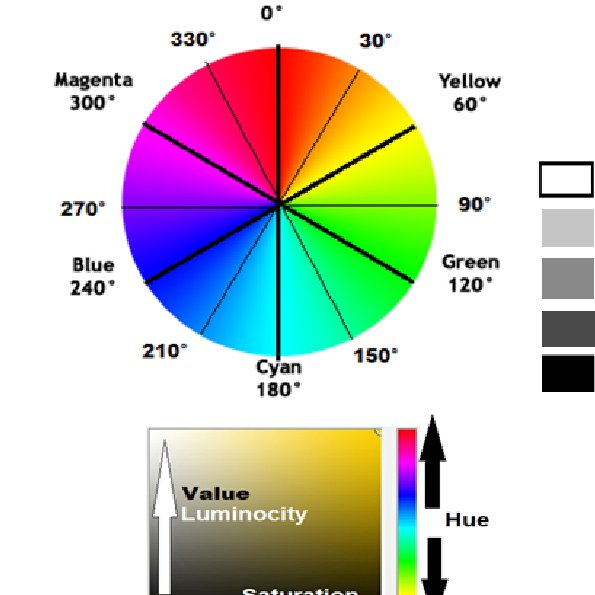 0°
330°
30°
Magenta
300°
Yellow
60°
270°
90°
Blue
240°
Green
120°
210°
150°
Cyan
180°
Value
Luminocity
Hue
Saturation